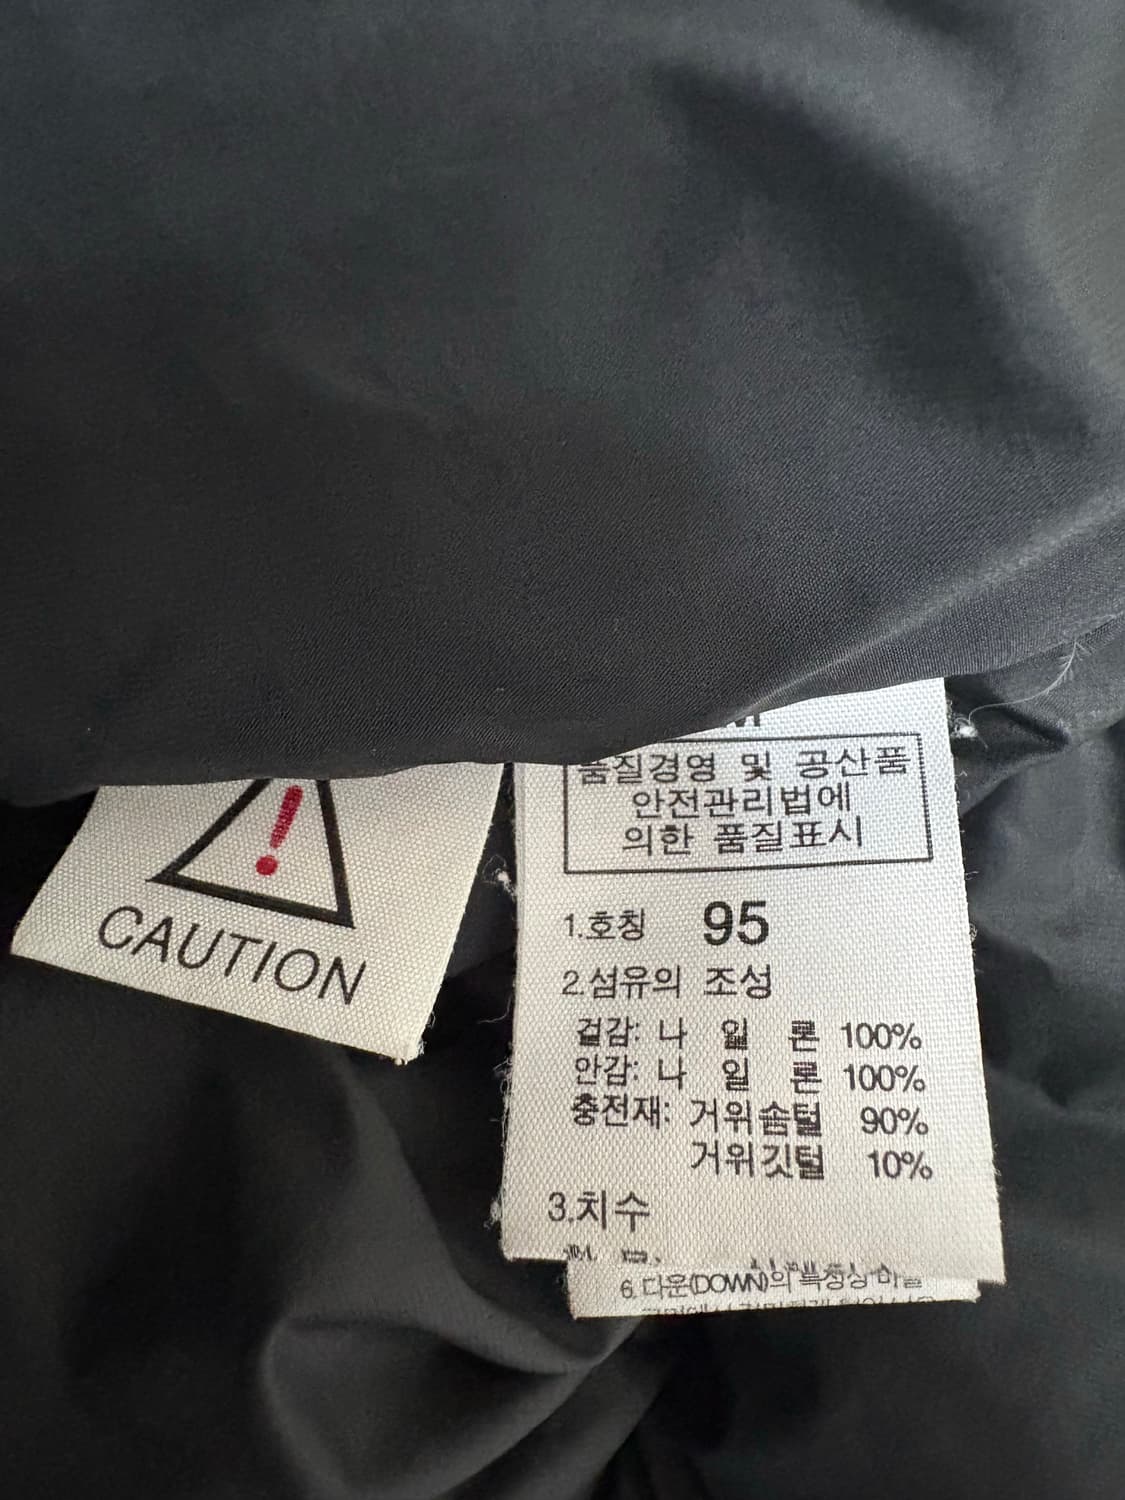 CAUTION
품질경영 및 공산품
안전관리법에
의한 품질표시
1.호칭 95
2.섬유의 조성
겉감: 나 일 론 100%
안감: 나 일 론 100%
충전재: 거위솜털 90%
거위깃털 10%
3.치수
6. 다운(DOWN)의 특성상